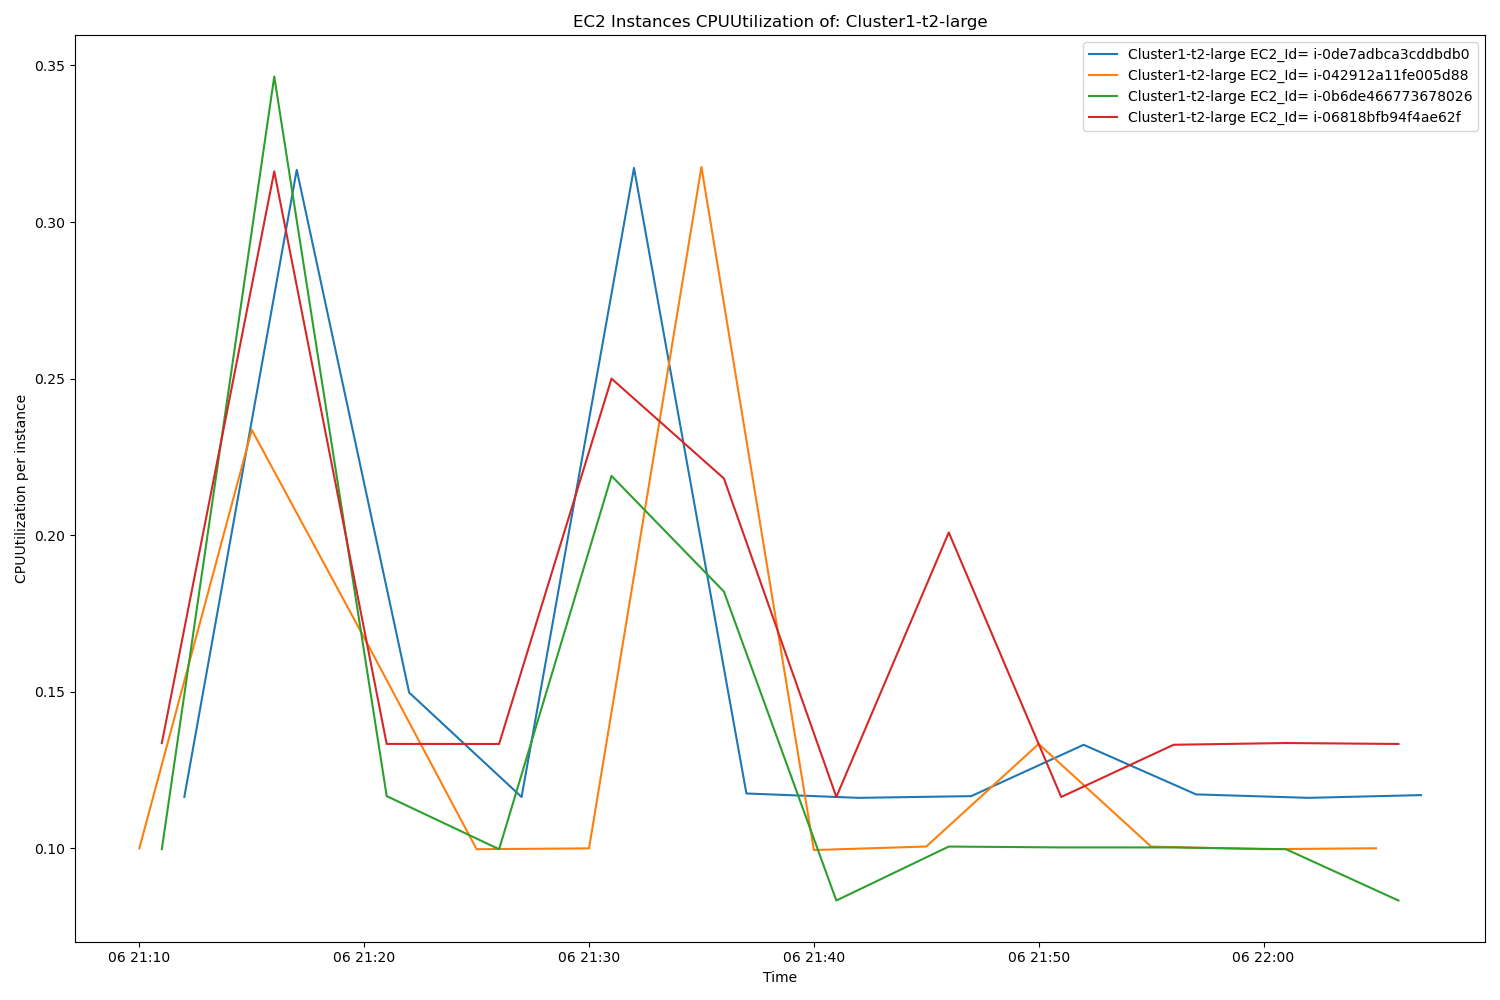 EC2 Instances CPUUtilization of: Cluster1-t2-large
Cluster1-t2-large EC2_Id= i-0de7adbca3cddbdb0
Cluster1-t2-large EC2_Id= i-042912a11fe005d88
Cluster1-t2-large EC2_Id= i-0b6de466773678026
Cluster1-t2-large EC2_Id= i-06818bfb94f4ae62f
CPUUtilization per instance
0.35
0.30
0.25
0.20
0.15
0.10
06 21:10 06 21:20 06 21:30 06 21:40 06 21:50 06 22:00
Time